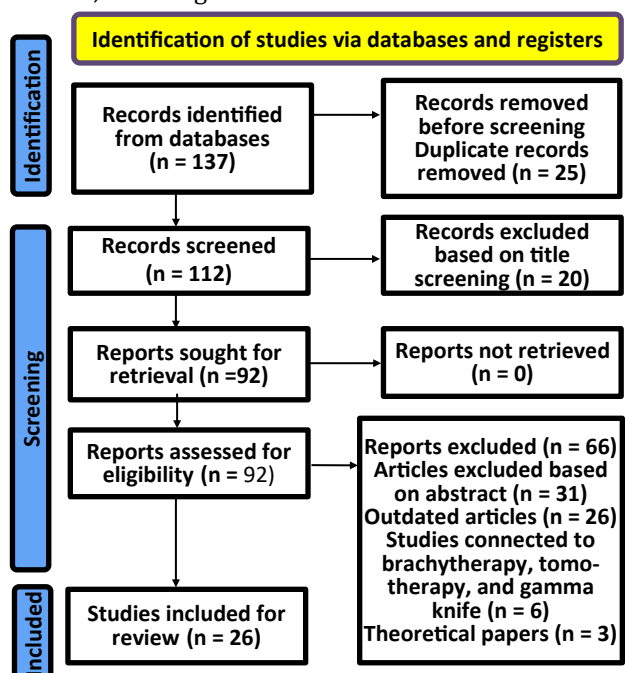 Identification of studies via databases and registers
Identification
Records identified
from databases
(n = 137)
Records removed
before screening
Duplicate records
removed (n = 25)
Screening
Records screened
(n = 112)
Records excluded
based on title
screening (n = 20)
Reports sought for
retrieval (n =92)
Reports not retrieved
(n = 0)
Reports assessed for
eligibility (n = 92)
Reports excluded (n = 66)
Articles excluded based
on abstract (n = 31)
Outdated articles (n = 26)
Studies connected to
brachytherapy, tomo-
therapy, and gamma
knife (n = 6)
Theoretical papers (n = 3)
Included
Studies included for
review (n = 26)